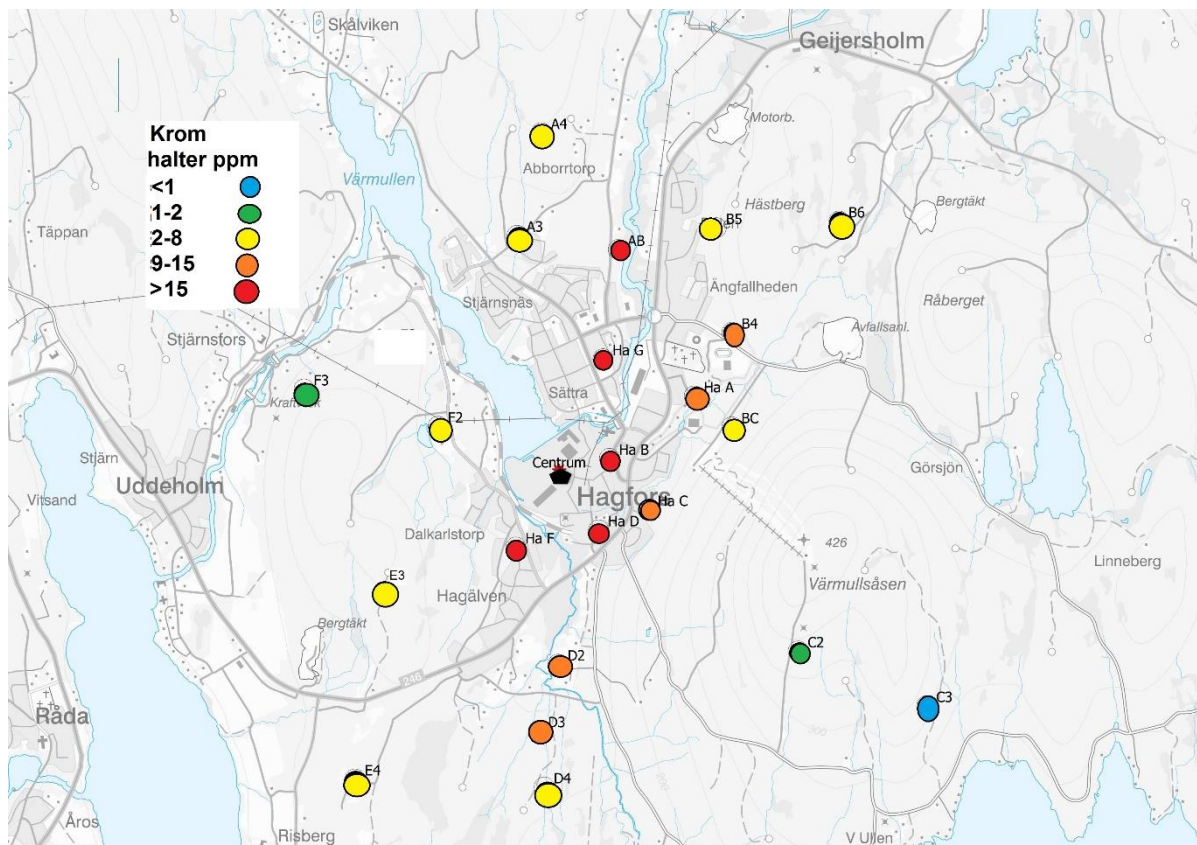 Skålviken
Geijersholm
Krom
halter ppm
<1
1-2
2-8
9-15
>15
A4
Abborrtorp
Motorb.
Värmullen
Hästberg
Bergtäkt
Täppan
A3
AB
B5
B6
Stjärnsnäs
Ängfallheden
Råberget
Stjärnsfors
B4
Avfallsanl.
Ha G
F3
Sättra
Ha A
F2
BC
Stjärn
Centrum
Ha B
Görsjön
Uddeholm
Vitsand
Hagfors
Ha C
Dalkarlstorp
Ha D
426
Ha F
Linneberg
E3
Hagälven
Värmullsåsen
Bergtäkt
C2
D2
246
C3
Råda
D3
E4
D4
Åros
Risberg
V Ullen